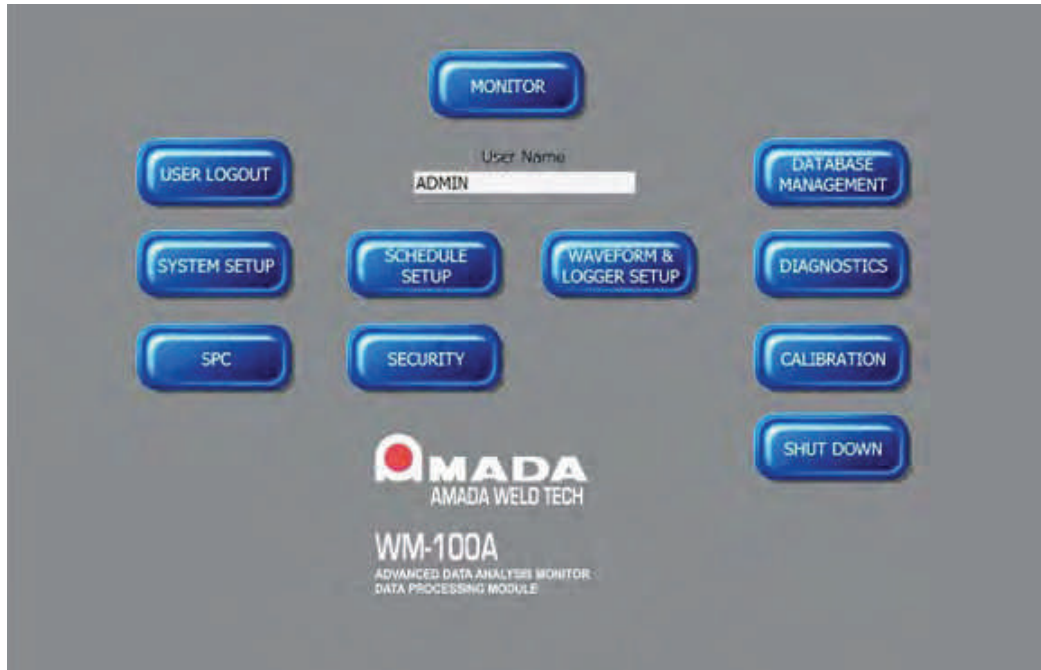 MONITOR
USER LOGOUT
User Name
ADMIN
DATABASE
MANAGEMENT
SYSTEM SETUP
SCHEDULE
SETUP
WAVEFORM &
LOGGER SETUP
DIAGNOSTICS
SPC
SECURITY
CALIBRATION
SHUT DOWN
AMADA
AMADA WELD TECH
WM-100A
ADVANCED DATA ANALYSIS MONITOR
DATA PROCESSING MODULE